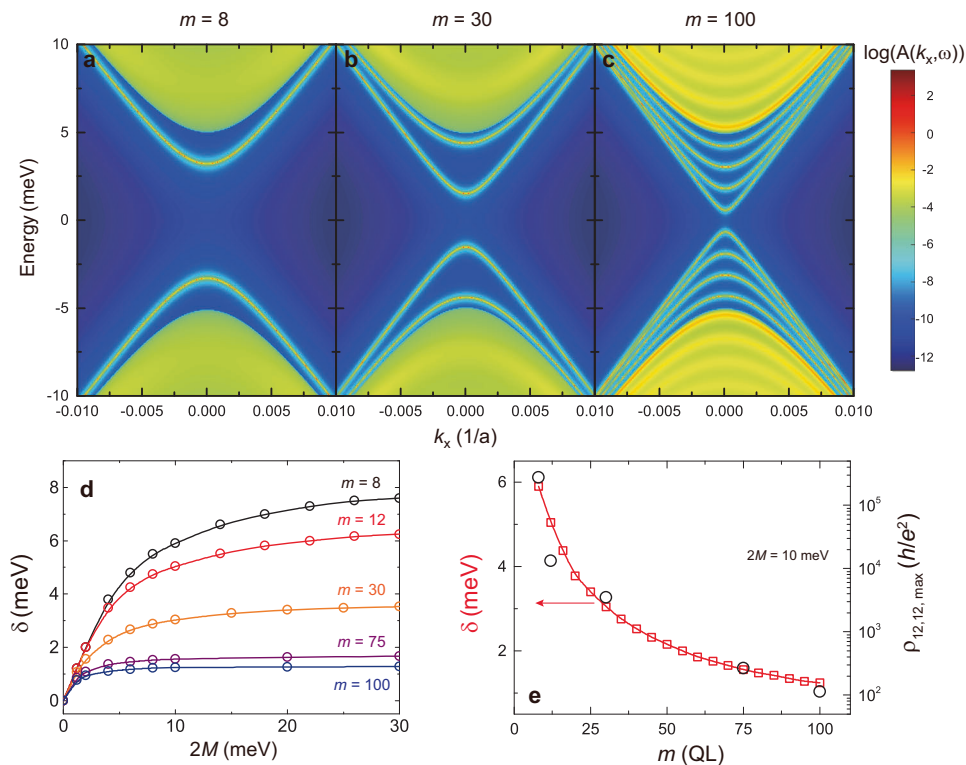 m = 8
m = 30
m = 100
log(A(kx,ω))
a
b
c
10
5
0
-5
-10
Energy (meV)
-0.010
-0.005
0.000
0.005
0.010
-0.005
0.000
0.005
0.010
-0.005
0.000
0.005
0.010
kx (1/a)
2
0
-2
-4
-6
-8
-10
-12
d
m = 8
m = 12
m = 30
m = 75
m = 100
8
6
4
2
0
δ (meV)
0
10
20
30
2M (meV)
e
2M = 10 meV
6
4
2
δ (meV)
0
25
50
75
100
m (QL)
10^5
10^4
10^3
10^2
ρ12,12, max (h/e²)